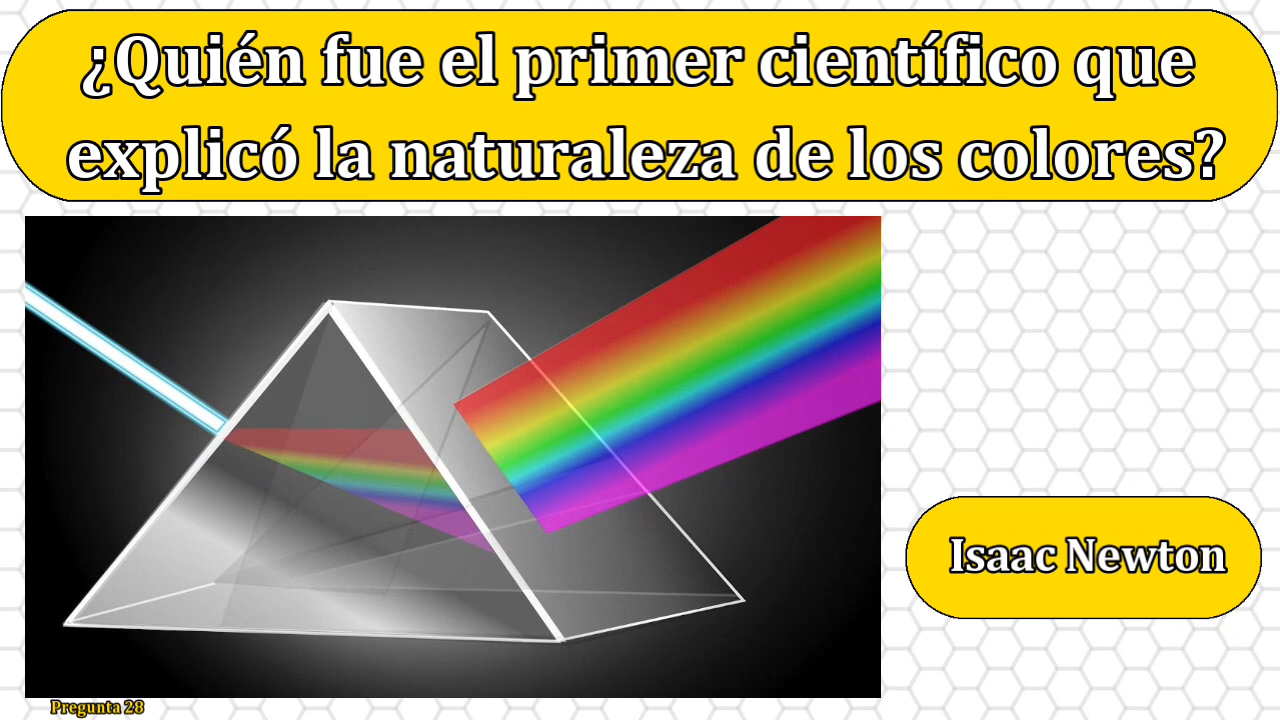 ¿Quién fue el primer científico que
explicó la naturaleza de los colores?
Isaac Newton
Pregunta 28